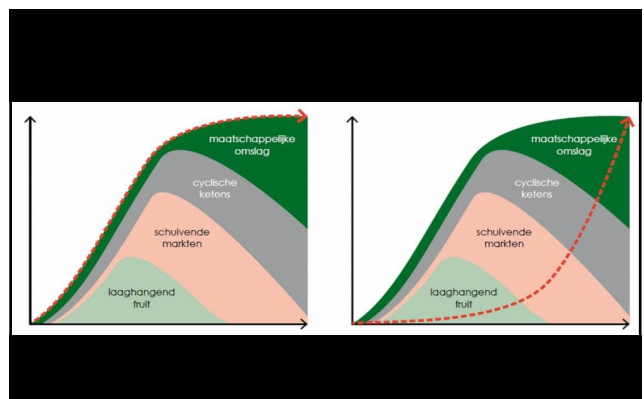 maatschappelijke
omslag
cyclische
ketens
schuivende
markten
laaghangend
fruit
maatschappelijke
omslag
cyclische
ketens
schuivende
markten
laaghangend
fruit